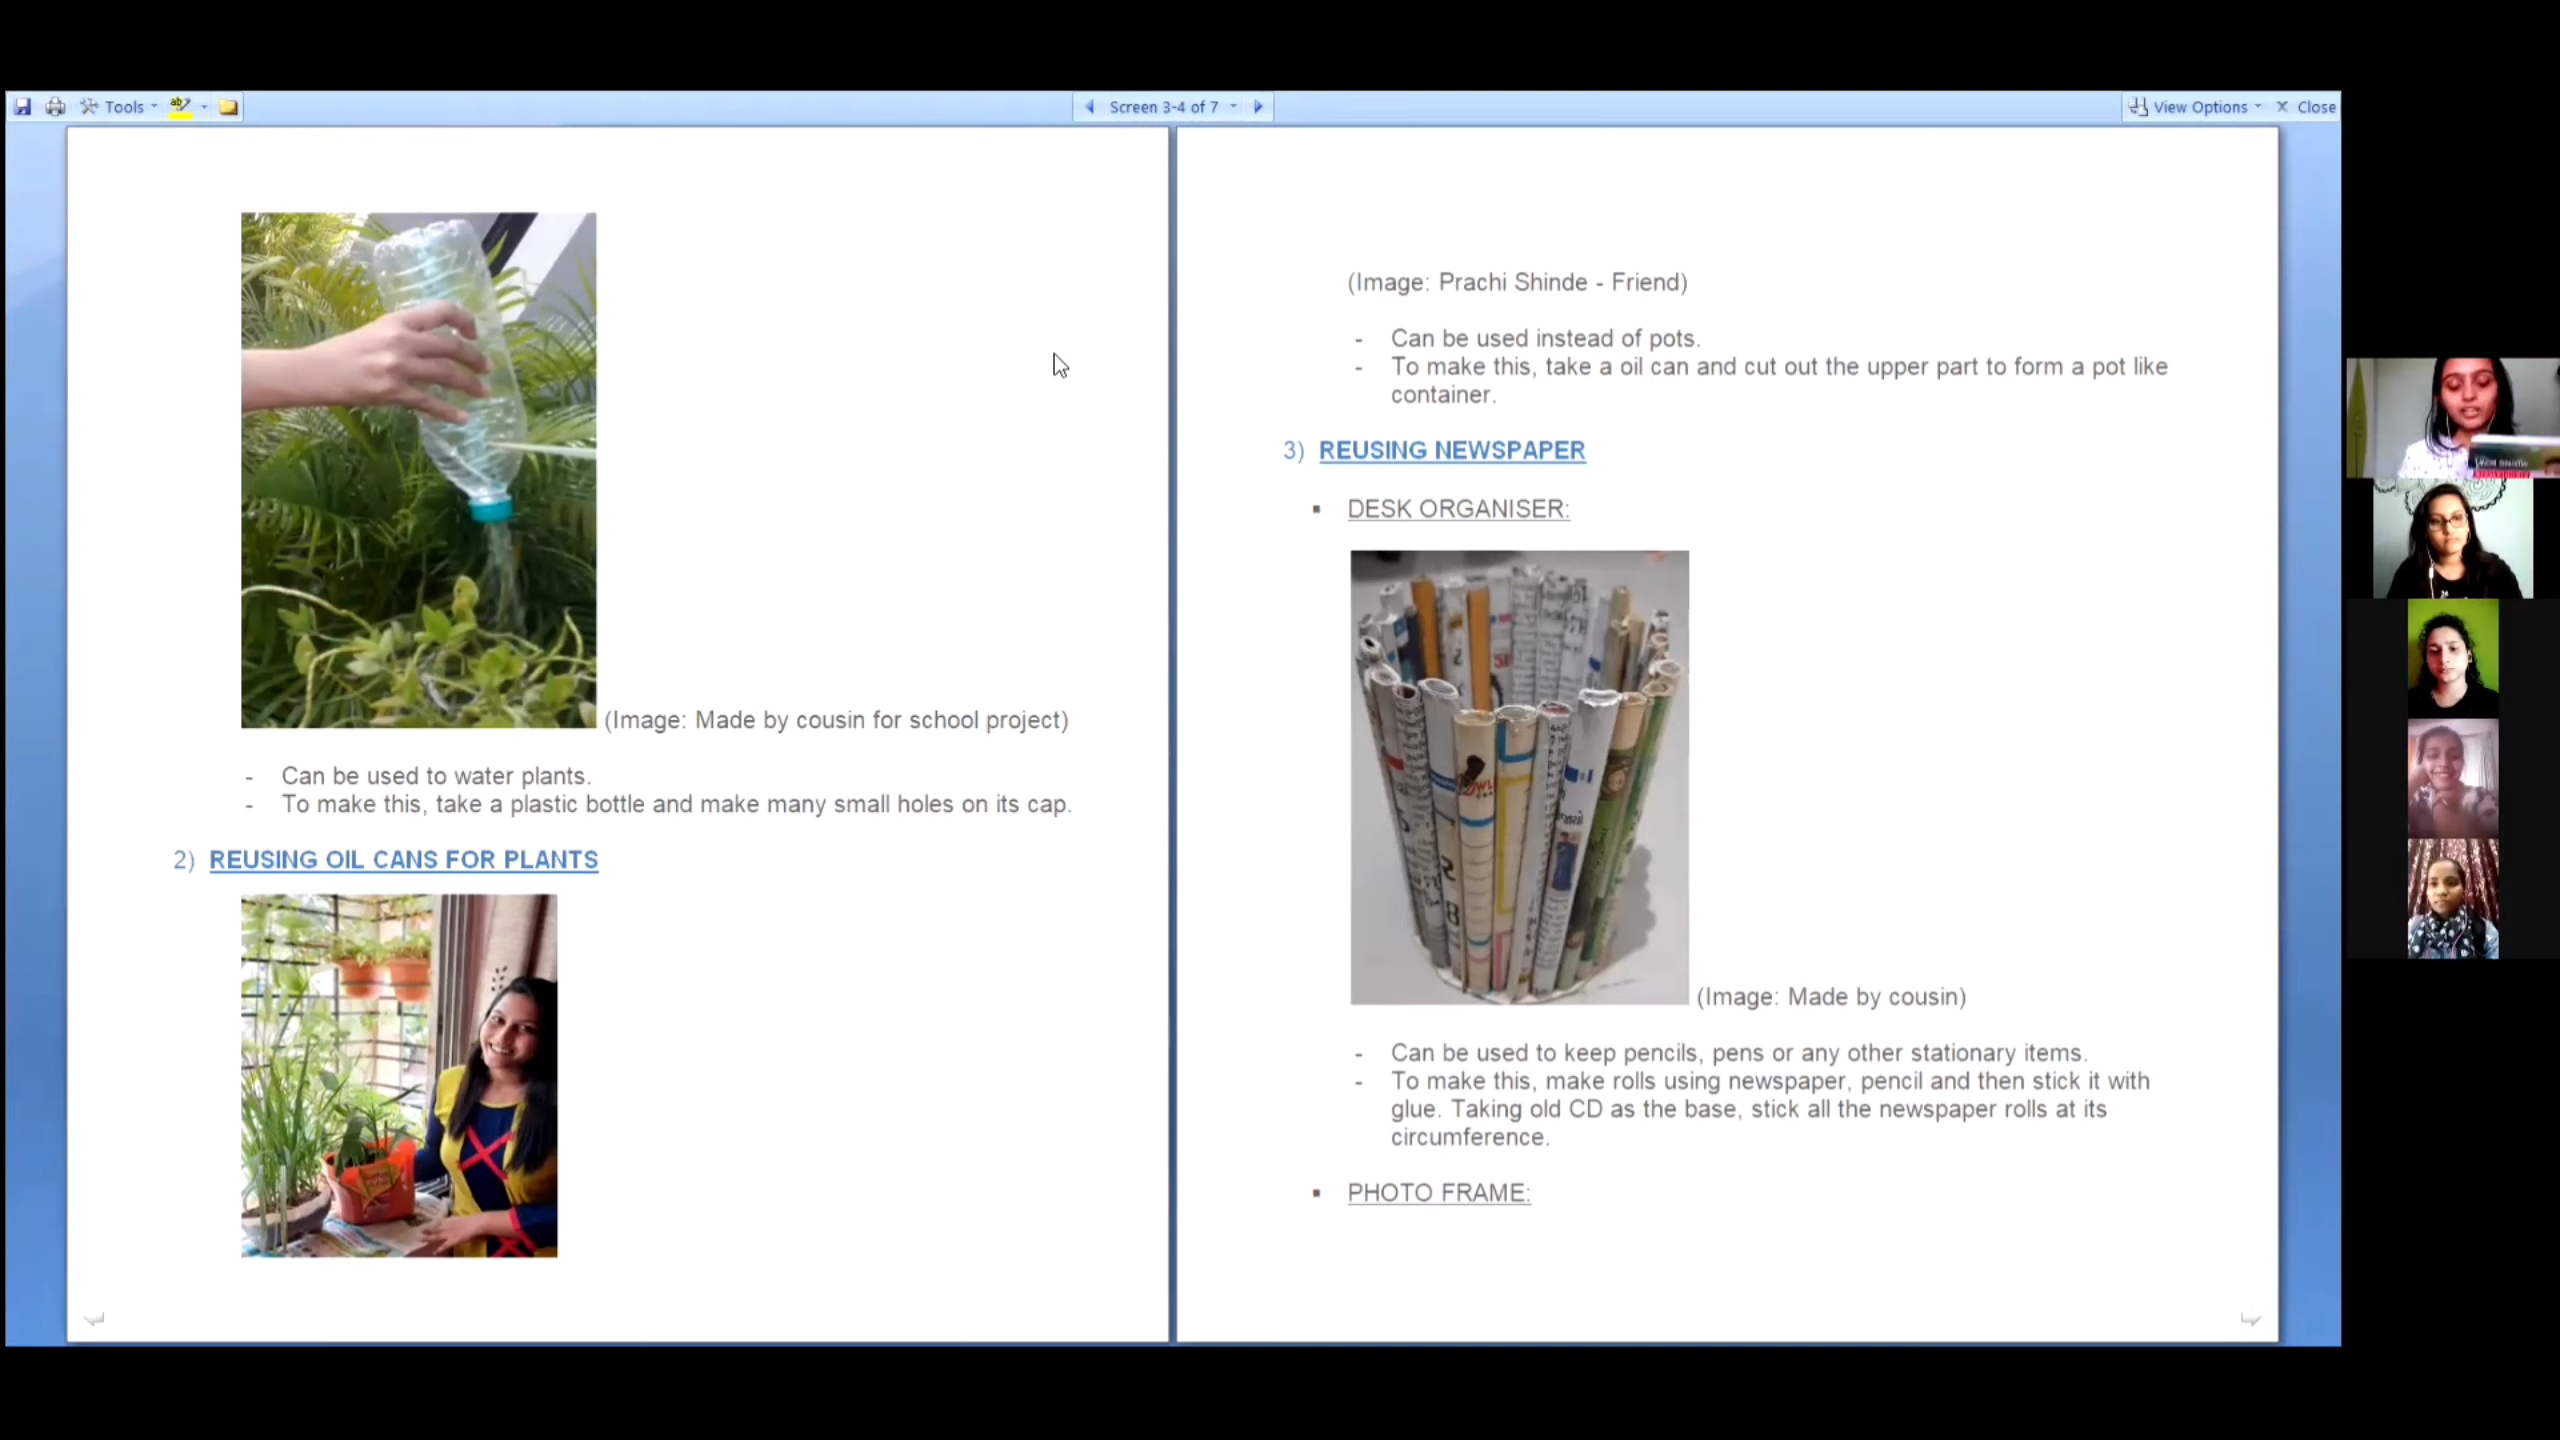 Tools
Screen 3-4 of 7
View Options
Close
(Image: Made by cousin for school project)
- Can be used to water plants.
- To make this, take a plastic bottle and make many small holes on its cap.
2) REUSING OIL CANS FOR PLANTS
(Image: Prachi Shinde - Friend)
- Can be used instead of pots.
- To make this, take a oil can and cut out the upper part to form a pot like
container.
3) REUSING NEWSPAPER
▪ DESK ORGANISER:
(Image: Made by cousin)
- Can be used to keep pencils, pens or any other stationary items.
- To make this, make rolls using newspaper, pencil and then stick it with
glue. Taking old CD as the base, stick all the newspaper rolls at its
circumference.
▪ PHOTO FRAME: